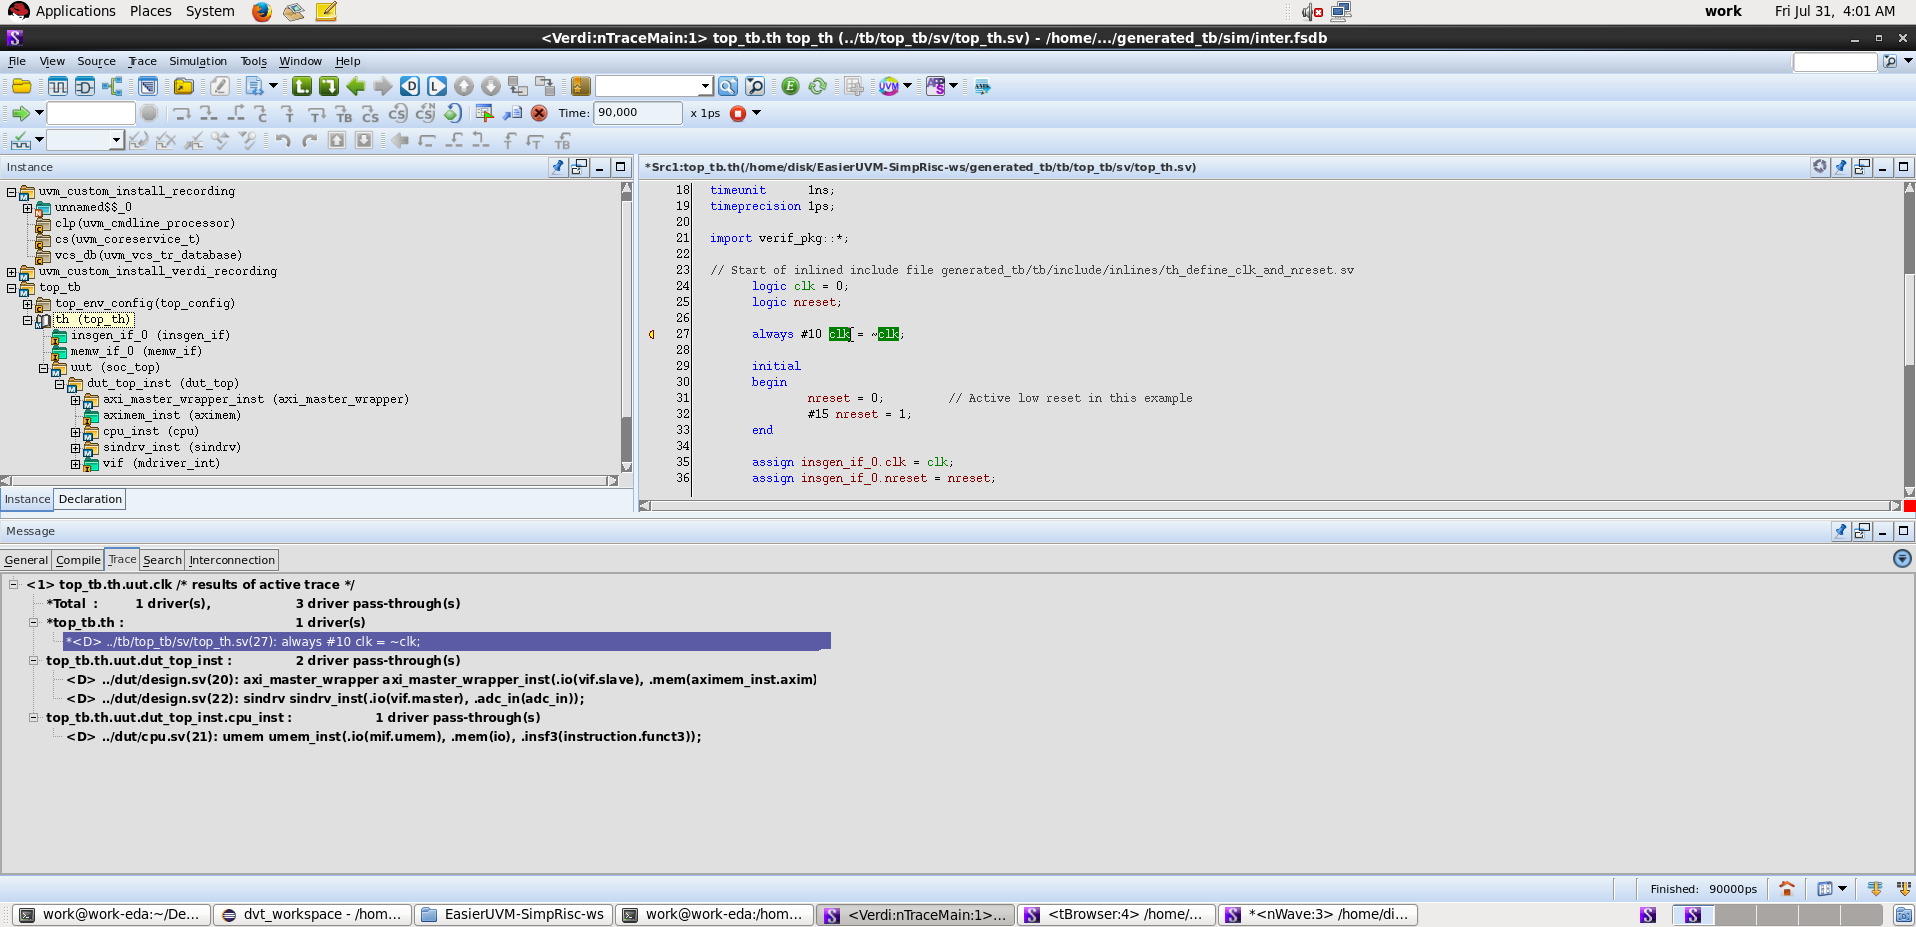 Applications Places System work Fri Jul 31, 4:01 AM
<Verdi:nTraceMain:1> top_tb.th top_th (../tb/top_tb/sv/top_th.sv) - /home/.../generated_tb/sim/inter.fsdb
File View Source Trace Simulation Tools Window Help
Time: 90,000 x 1ps
Instance
uvm_custom_install_recording
unnamed$$_0
clp(uvm_cmdline_processor)
cs(uvm_coreservice_t)
vcs_db(uvm_vcs_tr_database)
uvm_custom_install_verdi_recording
top_tb
top_env_config(top_config)
th (top_th)
insgen_if_0 (insgen_if)
memw_if_0 (memw_if)
uut (soc_top)
dut_top_inst (dut_top)
axi_master_wrapper_inst (axi_master_wrapper)
aximem_inst (aximem)
cpu_inst (cpu)
sindrv_inst (sindrv)
vif (mdriver_int)
Instance Declaration
*Src1:top_tb.th(/home/disk/EasierUVM-SimpRisc-ws/generated_tb/tb/top_tb/sv/top_th.sv)
18 timeunit 1ns;
19 timeprecision 1ps;
20
21 import verif_pkg::*;
22
23 // Start of inlined include file generated_tb/tb/include/inlines/th_define_clk_and_nreset.sv
24 logic clk = 0;
25 logic nreset;
26
27 always #10 clk = ~clk;
28
29 initial
30 begin
31 nreset = 0; // Active low reset in this example
32 #15 nreset = 1;
33 end
34
35 assign insgen_if_0.clk = clk;
36 assign insgen_if_0.nreset = nreset;
Message
General Compile Trace Search Interconnection
<1> top_tb.th.uut.clk /* results of active trace */
*Total : 1 driver(s), 3 driver pass-through(s)
*top_tb.th : 1 driver(s)
*<D> ../tb/top_tb/sv/top_th.sv(27): always #10 clk = ~clk;
top_tb.th.uut.dut_top_inst : 2 driver pass-through(s)
<D> ../dut/design.sv(20): axi_master_wrapper axi_master_wrapper_inst(.io(vif.slave), .mem(aximem_inst.axim)
<D> ../dut/design.sv(22): sindrv sindrv_inst(.io(vif.master), .adc_in(adc_in));
top_tb.th.uut.dut_top_inst.cpu_inst : 1 driver pass-through(s)
<D> ../dut/cpu.sv(21): umem umem_inst(.io(mif.umem), .mem(io), .insf3(instruction.funct3));
Finished: 90000ps
work@work-eda:~/De... dvt_workspace - /hom... EasierUVM-SimpRisc-ws work@work-eda:/hom... <Verdi:nTraceMain:1>... <tBrowser:4> /home/... *<nWave:3> /home/di...